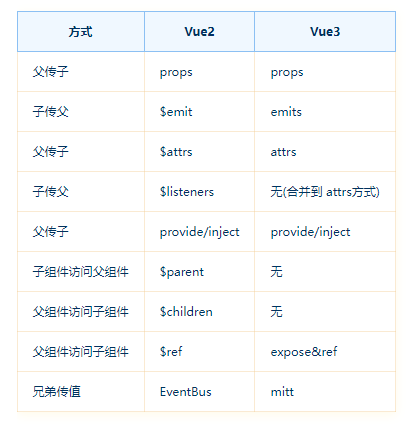 方式 Vue2 Vue3
父传子 props props
子传父 $emit emits
父传子 $attrs attrs
子传父 $listeners 无(合并到 attrs方式)
父传子 provide/inject provide/inject
子组件访问父组件 $parent 无
父组件访问子组件 $children 无
父组件访问子组件 $ref expose&ref
兄弟传值 EventBus mitt